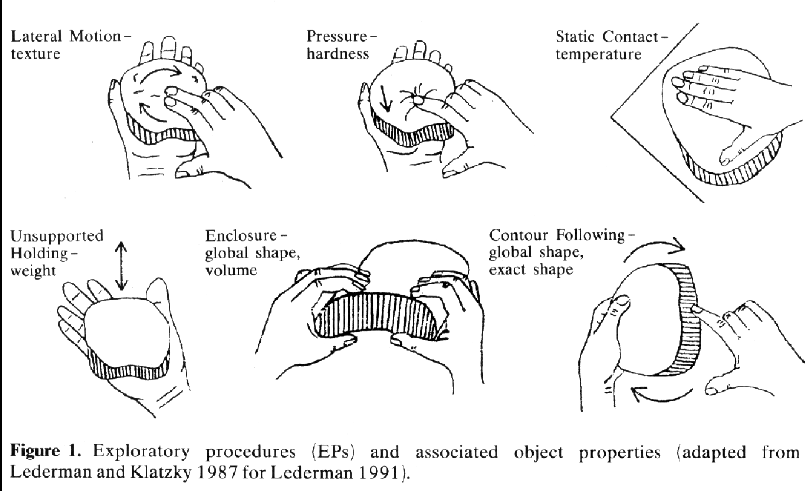 Lateral Motion–
texture
Pressure–
hardness
Static Contact–
temperature
Unsupported
Holding–
weight
Enclosure–
global shape,
volume
Contour Following–
global shape,
exact shape
Figure 1. Exploratory procedures (EPs) and associated object properties (adapted from
Lederman and Klatzky 1987 for Lederman 1991).